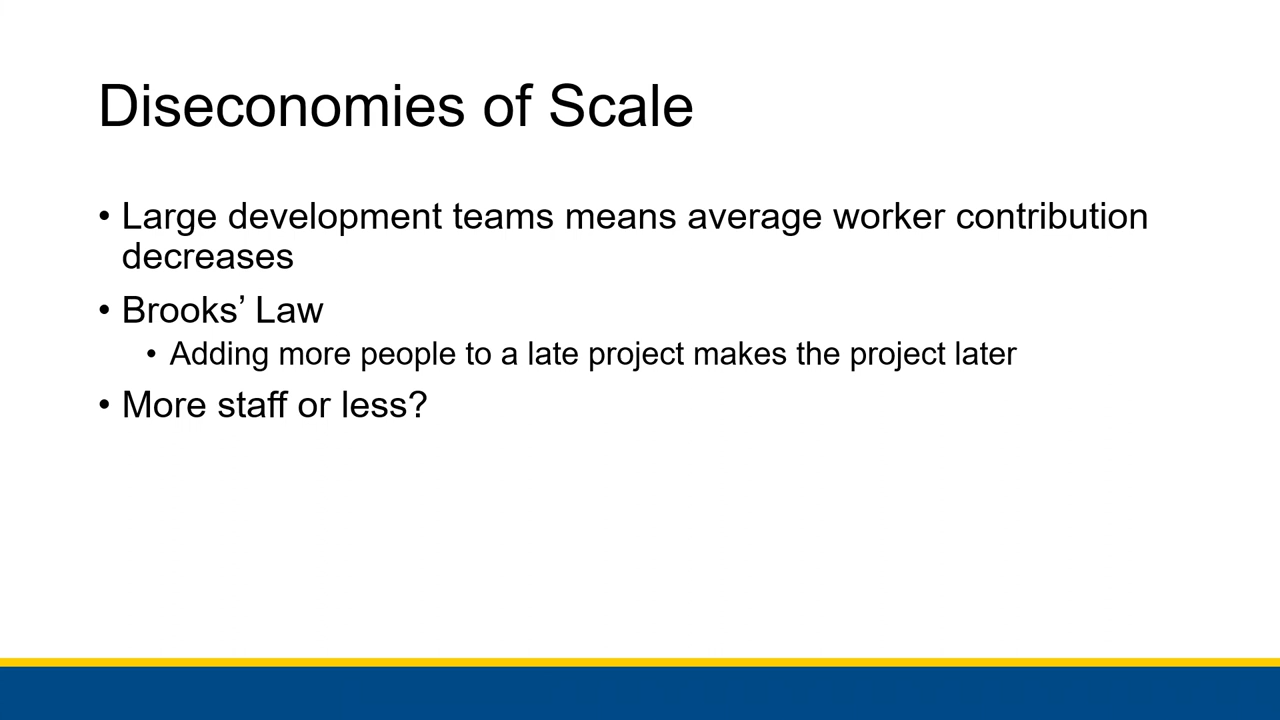 Diseconomies of Scale
• Large development teams means average worker contribution
decreases
• Brooks’ Law
• Adding more people to a late project makes the project later
• More staff or less?